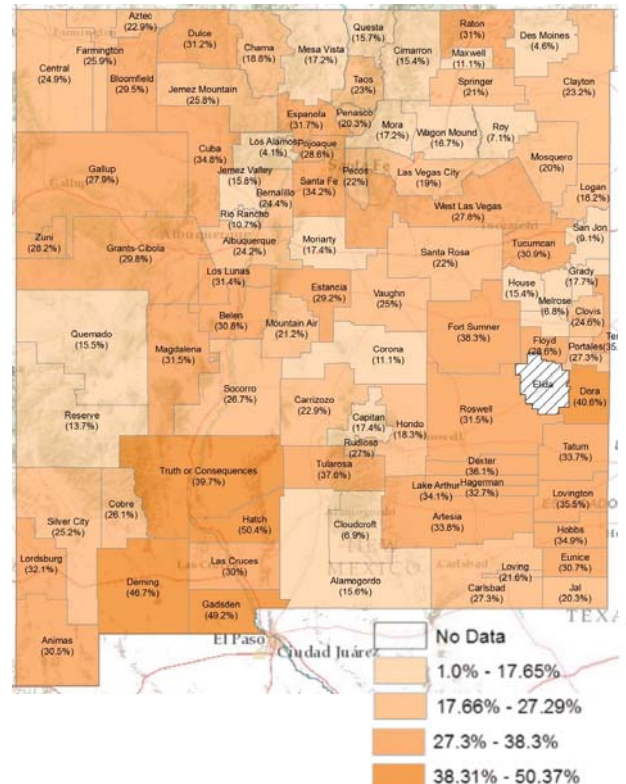 Aztec
(22.9%)
Farmington
(25.9%)
Central
(24.9%)
Bloomfield
(29.5%)
Dulce
(31.2%)
Chama
(18.8%)
Mesa Vista
(17.2%)
Questa
(15.7%)
Cimarron
(15.4%)
Raton
(31%)
Maxwell
(11.1%)
Des Moines
(4.6%)
Jemez Mountain
(25.8%)
Taos
(23%)
Springer
(21%)
Clayton
(23.2%)
Espanola
(31.7%)
Penasco
(20.3%)
Mora
(17.2%)
Wagon Mound
(16.7%)
Roy
(7.1%)
Cuba
(34.8%)
Los Alamos
(4.1%)
Pojoaque
(28.6%)
Gallup
(27.9%)
Jemez Valley
(15.8%)
Bernalillo
(24.4%)
Santa Fe
(34.2%)
Pecos
(22%)
Las Vegas City
(19%)
Mosquero
(20%)
Logan
(18.2%)
Rio Rancho
(10.7%)
West Las Vegas
(27.8%)
San Jon
(9.1%)
Zuni
(28.2%)
Grants-Cibola
(29.8%)
Albuquerque
(24.2%)
Moriarty
(17.4%)
Santa Rosa
(22%)
Tucumcari
(30.9%)
Los Lunas
(31.4%)
Estancia
(29.2%)
Vaughn
(25%)
House
(15.4%)
Grady
(17.7%)
Melrose
(6.8%)
Clovis
(24.6%)
Quemado
(15.5%)
Magdalena
(31.5%)
Belen
(30.8%)
Mountain Air
(21.2%)
Corona
(11.1%)
Fort Sumner
(38.3%)
Floyd
(28.6%)
Portales
(27.3%)
Elida
Dora
(40.6%)
Reserve
(13.7%)
Socorro
(26.7%)
Carrizozo
(22.9%)
Capitan
(17.4%)
Hondo
(18.3%)
Roswell
(31.5%)
Ruidoso
(27%)
Tatum
(33.7%)
Truth or Consequences
(39.7%)
Tularosa
(37.6%)
Dexter
(36.1%)
Lake Arthur
(34.1%)
Hagerman
(32.7%)
Lovington
(35.5%)
Cobre
(26.1%)
Silver City
(25.2%)
Hatch
(50.4%)
Cloudcroft
(6.9%)
Artesia
(33.8%)
Hobbs
(34.9%)
Lordsburg
(32.1%)
Deming
(46.7%)
Las Cruces
(30%)
Alamogordo
(15.6%)
Loving
(21.6%)
Carlsbad
(27.3%)
Eunice
(30.7%)
Jal
(20.3%)
Gadsden
(49.2%)
Animas
(30.5%)
El Paso
Ciudad Juárez
No Data
1.0% - 17.65%
17.66% - 27.29%
27.3% - 38.3%
38.31% - 50.37%